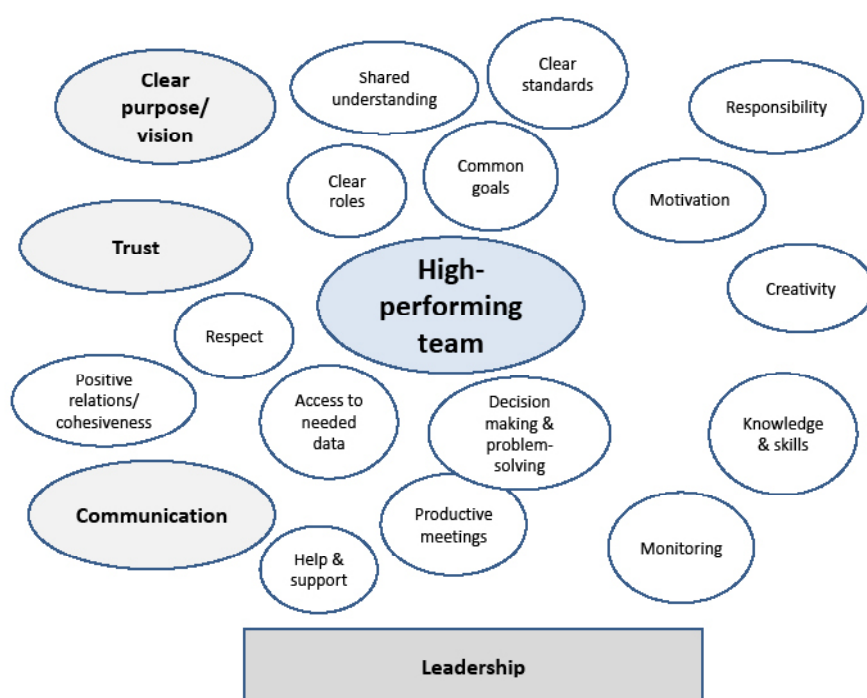 Clear
purpose/
vision
Shared
understanding
Clear
standards
Responsibility
Clear
roles
Common
goals
Motivation
Trust
High-
performing
team
Creativity
Respect
Positive
relations/
cohesiveness
Access to
needed
data
Decision
making &
problem-
solving
Knowledge
& skills
Communication
Productive
meetings
Monitoring
Help &
support
Leadership